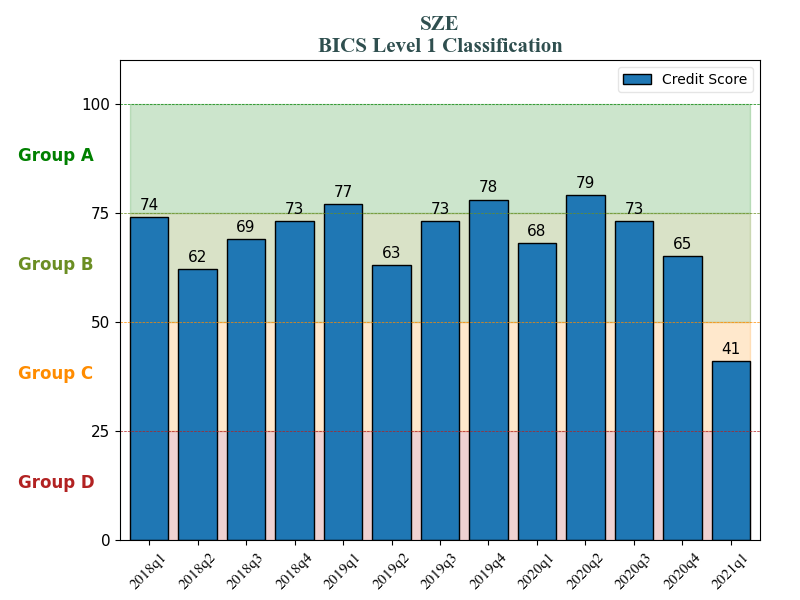 SZE
BICS Level 1 Classification
Credit Score
100
Group A
75
Group B
50
Group C
25
Group D
0
74
62
69
73
77
63
73
78
68
79
73
65
41
2018q1
2018q2
2018q3
2018q4
2019q1
2019q2
2019q3
2019q4
2020q1
2020q2
2020q3
2020q4
2021q1